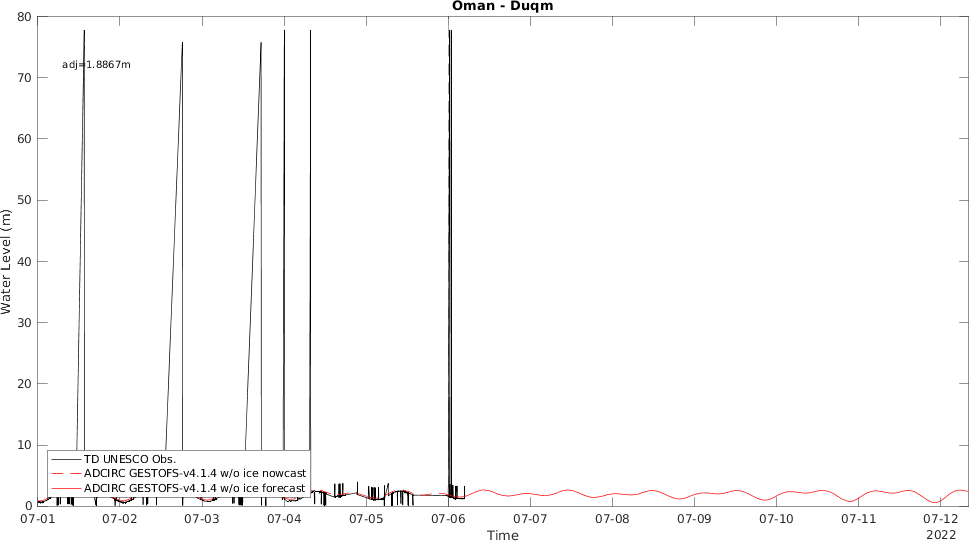 Oman - Duqm
80
70
60
50
40
30
20
10
0
Water Level (m)
adj=1.8867m
TD UNESCO Obs.
ADCIRC GESTOFS-v4.1.4 w/o ice nowcast
ADCIRC GESTOFS-v4.1.4 w/o ice forecast
07-01 07-02 07-03 07-04 07-05 07-06 07-07 07-08 07-09 07-10 07-11 07-12
2022
Time